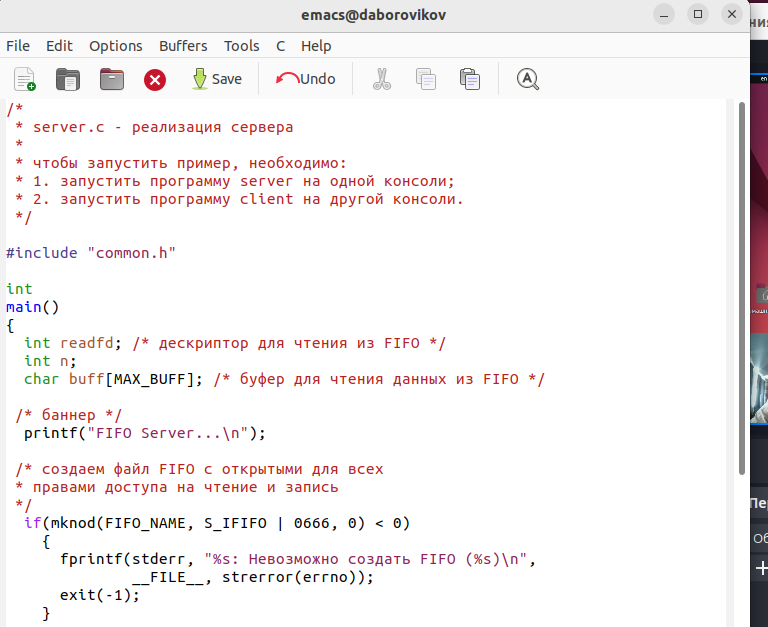 emacs@daborovikov
File Edit Options Buffers Tools C Help
Save Undo
/*
 * server.c - реализация сервера
 *
 * чтобы запустить пример, необходимо:
 * 1. запустить программу server на одной консоли;
 * 2. запустить программу client на другой консоли.
 */
#include "common.h"
int
main()
{
  int readfd; /* дескриптор для чтения из FIFO */
  int n;
  char buff[MAX_BUFF]; /* буфер для чтения данных из FIFO */
 /* баннер */
  printf("FIFO Server...\n");
 /* создаем файл FIFO с открытыми для всех
 * правами доступа на чтение и запись
 */
  if(mknod(FIFO_NAME, S_IFIFO | 0666, 0) < 0)
    {
      fprintf(stderr, "%s: Невозможно создать FIFO (%s)\n",
              __FILE__, strerror(errno));
      exit(-1);
    }